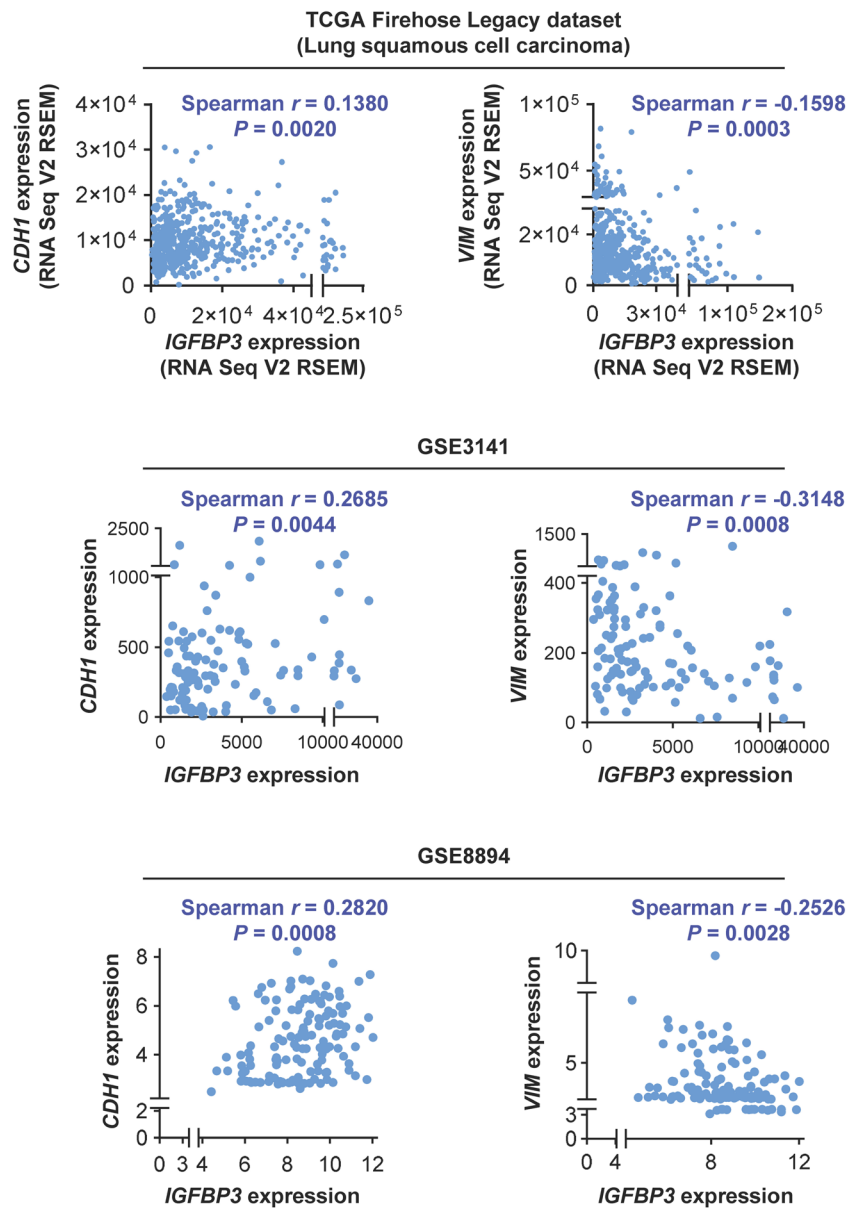 TCGA Firehose Legacy dataset
(Lung squamous cell carcinoma)
Spearman r = 0.1380
P = 0.0020
CDH1 expression
(RNA Seq V2 RSEM)
4×10⁴
3×10⁴
2×10⁴
1×10⁴
0
0 2×10⁴ 4×10⁴ 2.5×10⁵
IGFBP3 expression
(RNA Seq V2 RSEM)
Spearman r = -0.1598
P = 0.0003
VIM expression
(RNA Seq V2 RSEM)
1×10⁵
5×10⁴
2×10⁴
0
0 3×10⁴ 1×10⁵ 2×10⁵
IGFBP3 expression
(RNA Seq V2 RSEM)
GSE3141
Spearman r = 0.2685
P = 0.0044
CDH1 expression
2500
1000
500
0
0 5000 10000 40000
IGFBP3 expression
Spearman r = -0.3148
P = 0.0008
VIM expression
1500
400
200
0
0 5000 10000 40000
IGFBP3 expression
GSE8894
Spearman r = 0.2820
P = 0.0008
CDH1 expression
8
6
4
2
0
0 3 4 6 8 10 12
IGFBP3 expression
Spearman r = -0.2526
P = 0.0028
VIM expression
10
5
3
0
0 4 8 12
IGFBP3 expression